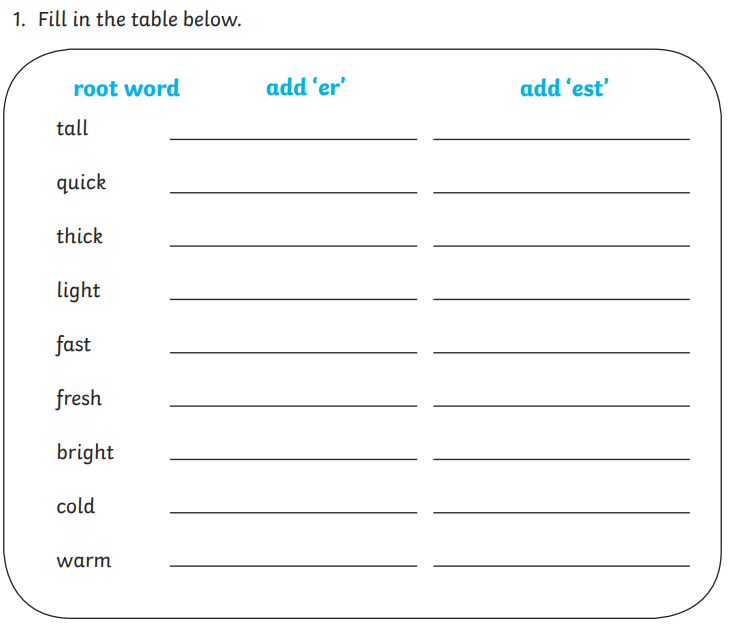 1. Fill in the table below.
root word add ‘er’ add ‘est’
tall
quick
thick
light
fast
fresh
bright
cold
warm